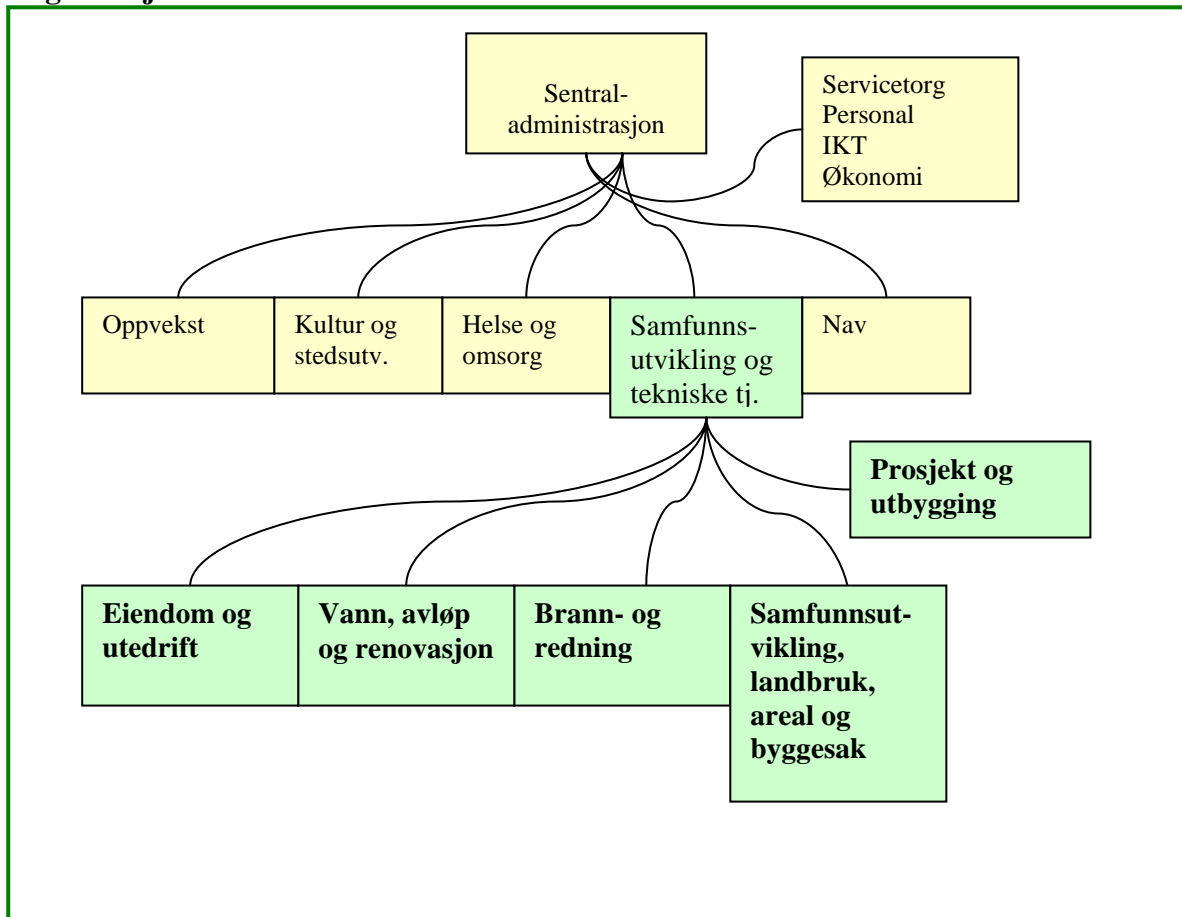 Sentral-
administrasjon
Servicetorg
Personal
IKT
Økonomi
Oppvekst
Kultur og
stedsutv.
Helse og
omsorg
Samfunns-
utvikling og
tekniske tj.
Nav
Prosjekt og
utbygging
Eiendom og
utedrift
Vann, avløp
og renovasjon
Brann- og
redning
Samfunnsut-
vikling,
landbruk,
areal og
byggesak